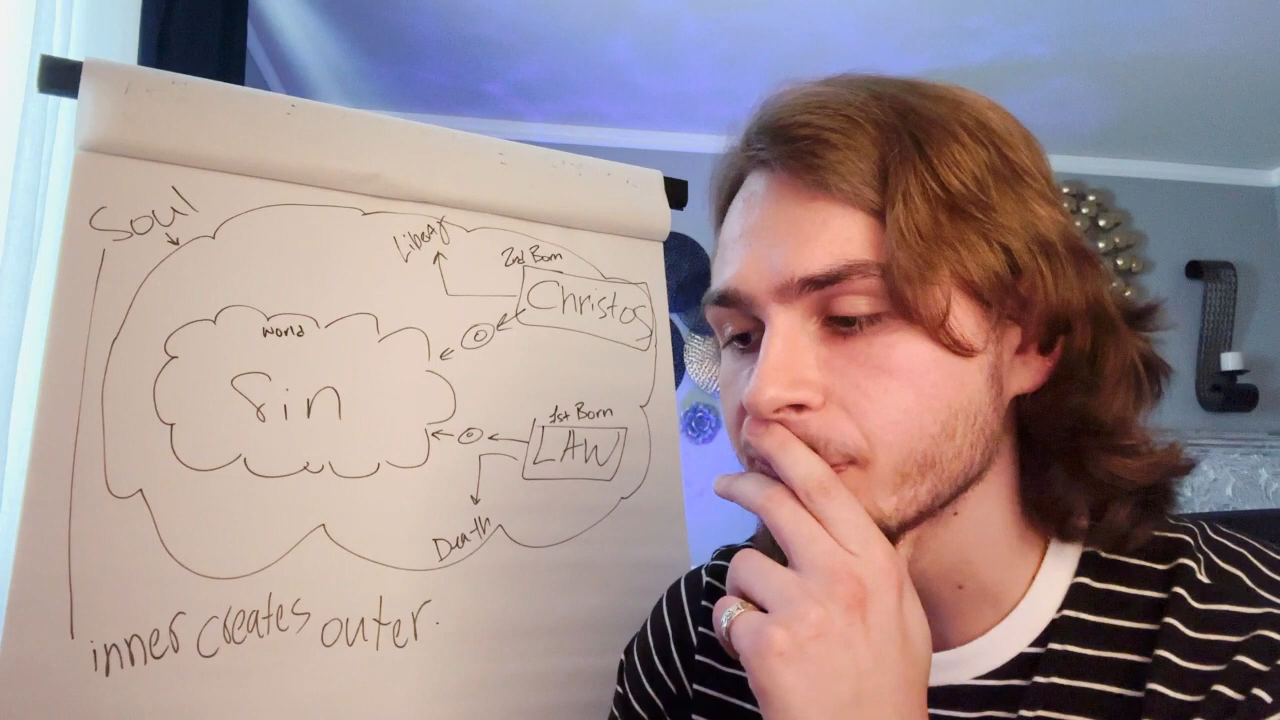 Soul
Liberty
2nd Born
Christos
World
Sin
1st Born
LAW
Death
inner creates outer.